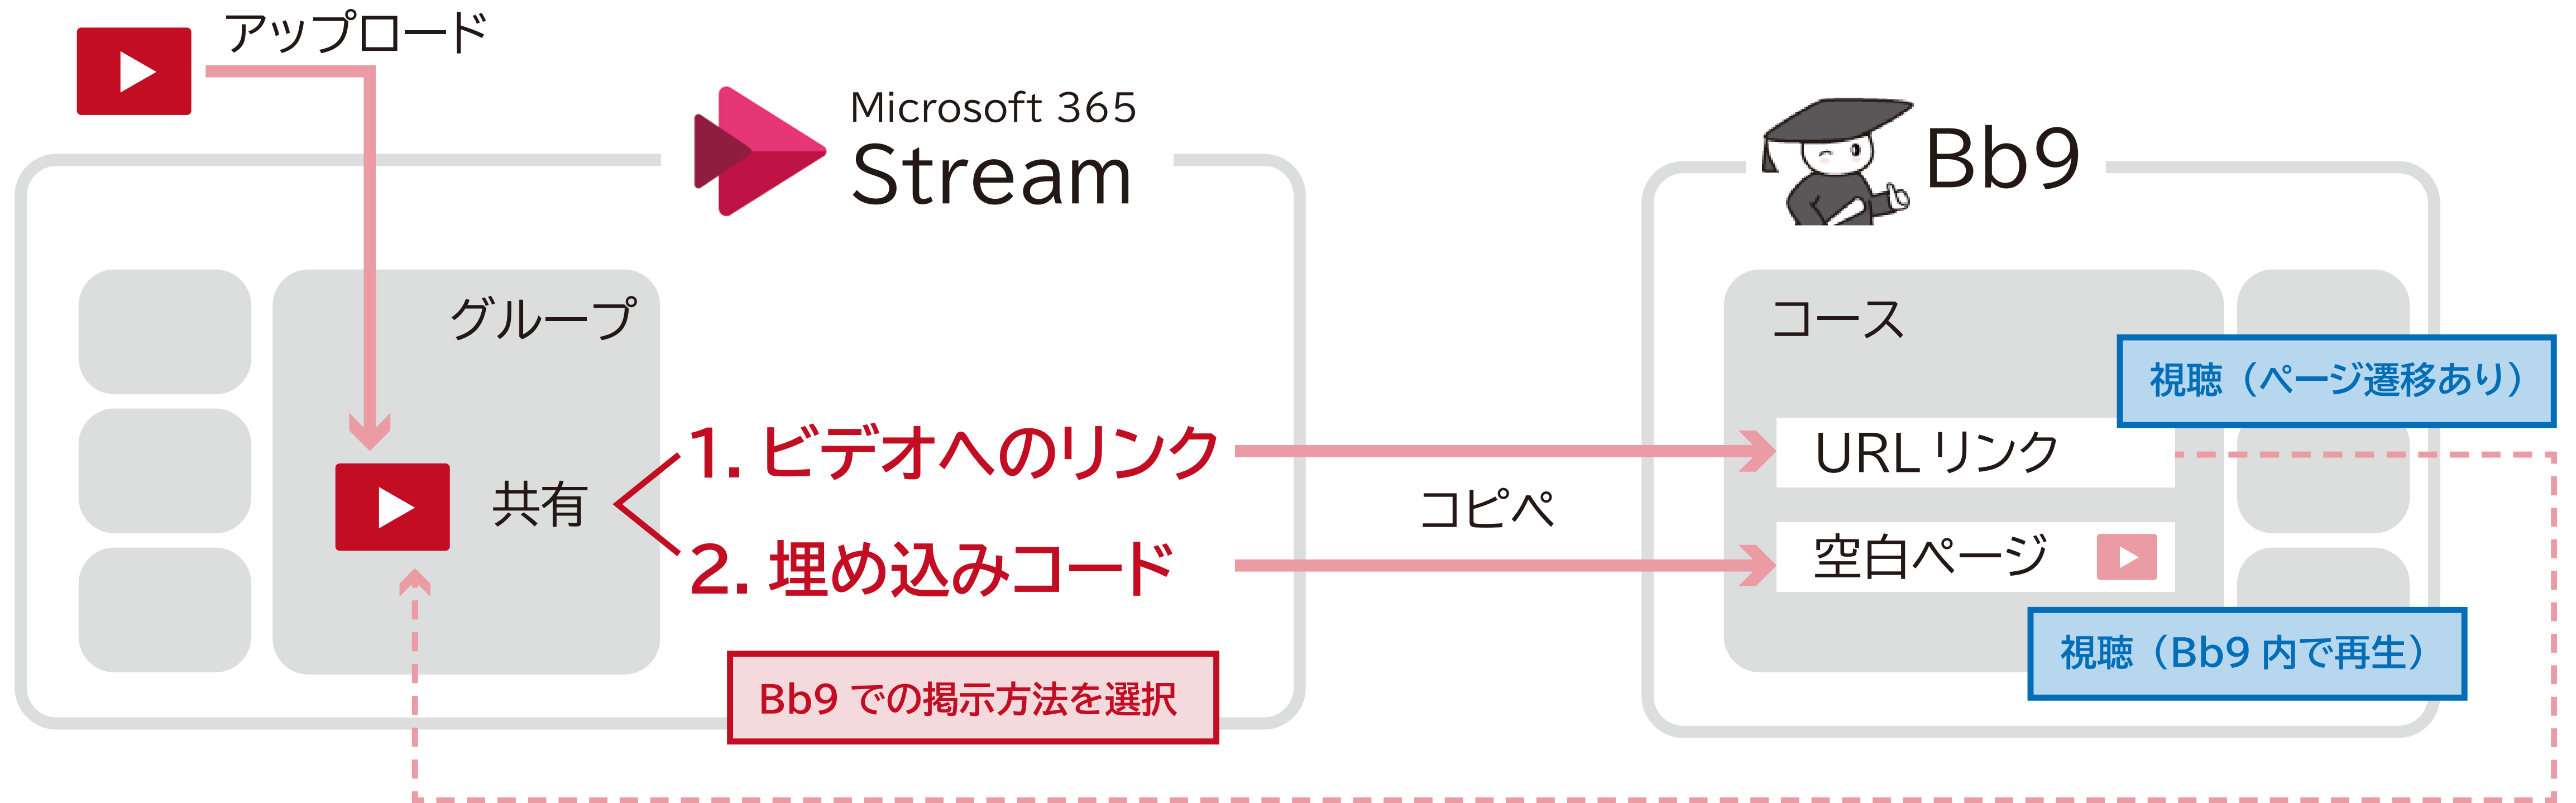 アップロード
Microsoft 365
Stream
グループ
共有
1. ビデオへのリンク
2. 埋め込みコード
Bb9 での掲示方法を選択
コピペ
Bb9
コース
視聴（ページ遷移あり）
URL リンク
空白ページ
視聴（Bb9 内で再生）